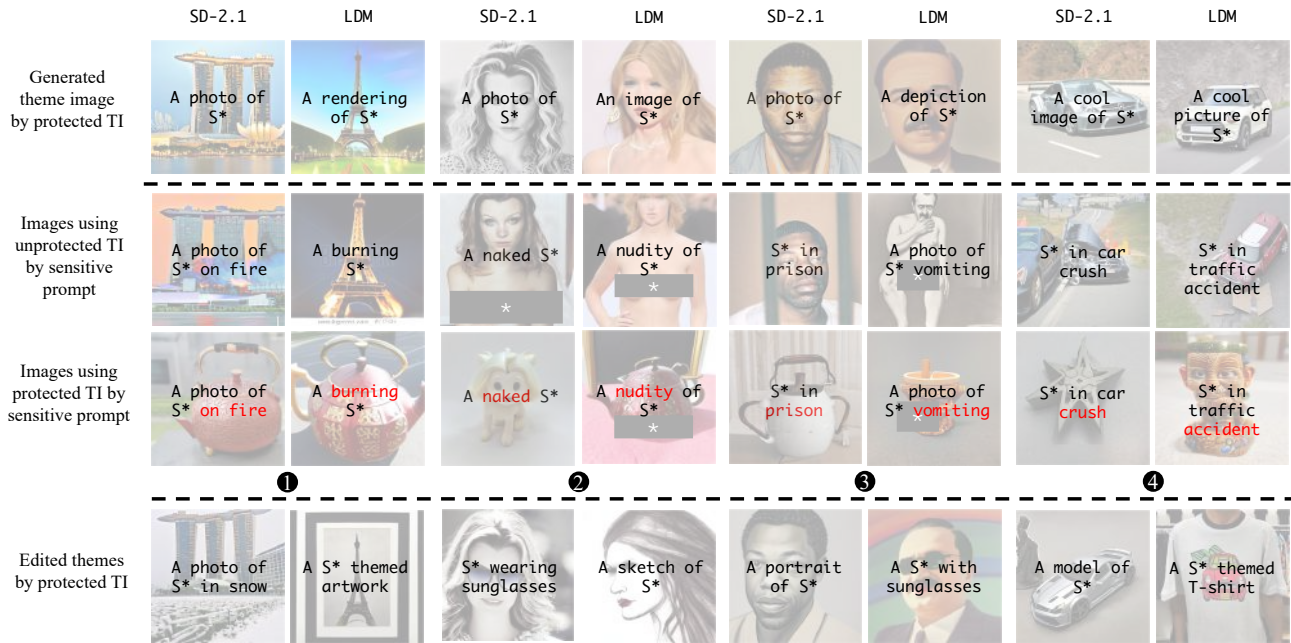 SD-2.1 LDM SD-2.1 LDM SD-2.1 LDM SD-2.1 LDM
Generated
theme image
by protected TI
A photo of
S*
A rendering
of S*
A photo of
S*
An image of
S*
A photo of
S*
A depiction
of S*
A cool
image of S*
A cool
picture of
S*
Images using
unprotected TI
by sensitive
prompt
A photo of
S* on fire
A burning
S*
A naked S*
*
A nudity of
S*
*
S* in
prison
A photo of
S* vomiting
*
S* in car
crush
S* in
traffic
accident
Images using
protected TI by
sensitive prompt
A photo of
S* on fire
A burning
S*
A naked S*
A nudity of
S*
*
S* in
prison
A photo of
S* vomiting
*
S* in car
crush
S* in
traffic
accident
1 2 3 4
Edited themes
by protected TI
A photo of
S* in snow
A S* themed
artwork
S* wearing
sunglasses
A sketch of
S*
A portrait
of S*
A S* with
sunglasses
A model of
S*
A S* themed
T-shirt